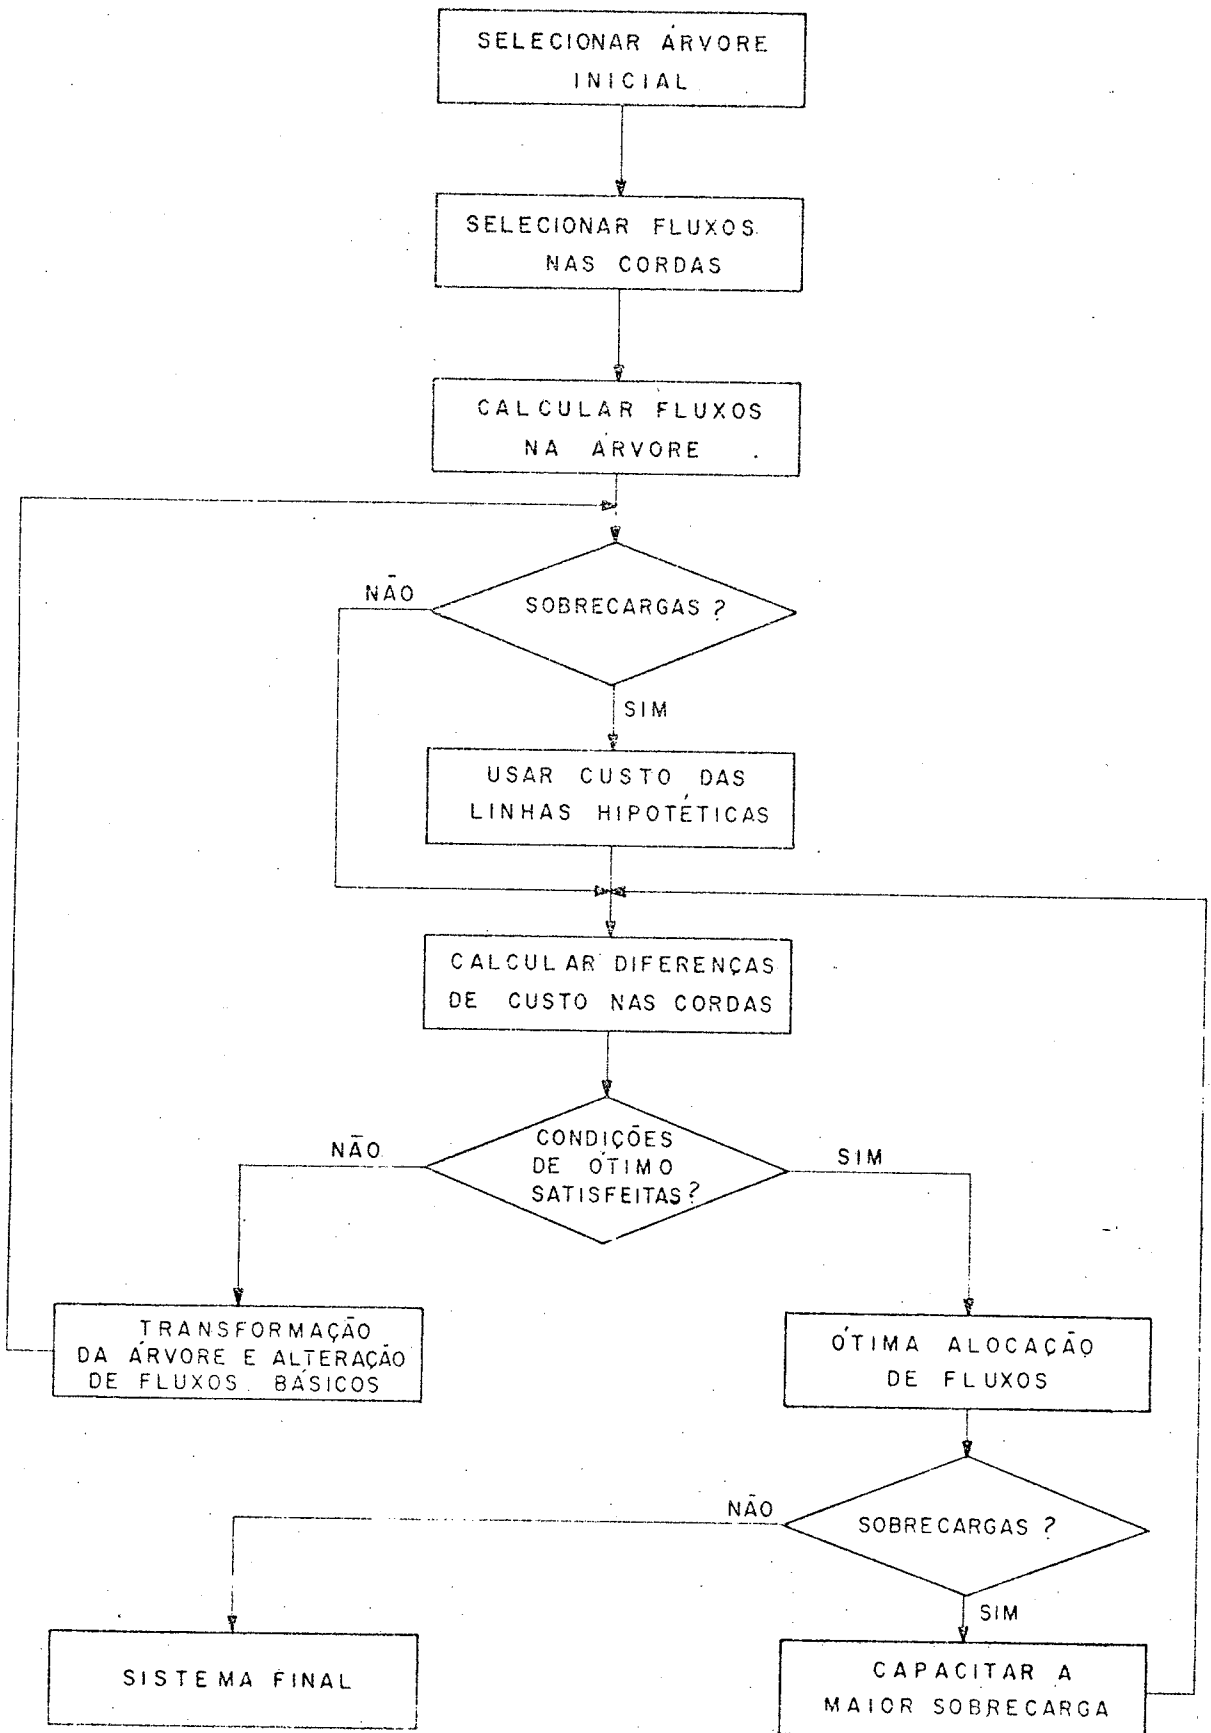 SELECIONAR ÁRVORE
INICIAL
SELECIONAR FLUXOS
NAS CORDAS
CALCULAR FLUXOS
NA ÁRVORE
NÃO
SOBRECARGAS ?
SIM
USAR CUSTO DAS
LINHAS HIPOTÉTICAS
CALCULAR DIFERENÇAS
DE CUSTO NAS CORDAS
NÃO
CONDIÇÕES
DE ÓTIMO
SATISFEITAS ?
SIM
TRANSFORMAÇÃO
DA ÁRVORE E ALTERAÇÃO
DE FLUXOS BÁSICOS
ÓTIMA ALOCAÇÃO
DE FLUXOS
NÃO
SOBRECARGAS ?
SIM
SISTEMA FINAL
CAPACITAR A
MAIOR SOBRECARGA